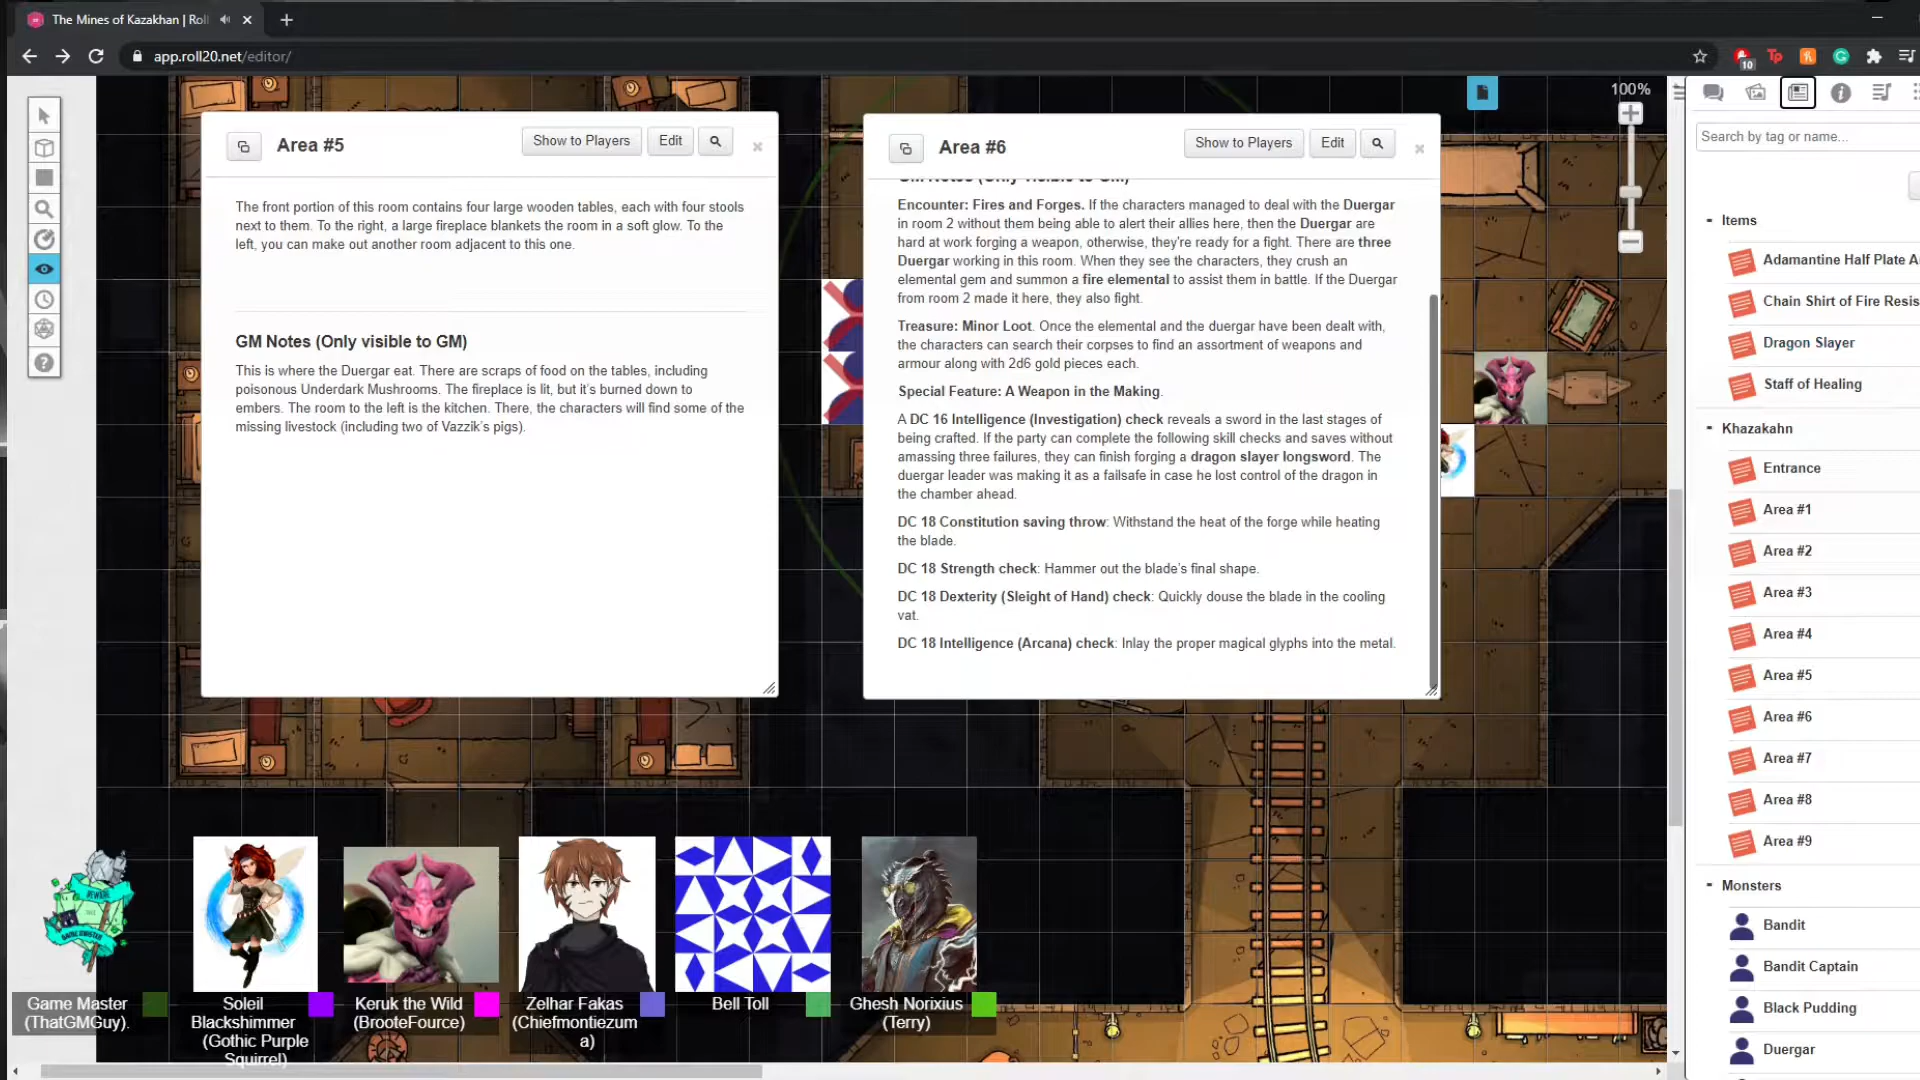 The Mines of Kazakhan | Roll
app.roll20.net/editor/
10
Tp
100%
Search by tag or name...
Area #5
Show to Players
Edit
The front portion of this room contains four large wooden tables, each with four stools
next to them. To the right, a large fireplace blankets the room in a soft glow. To the
left, you can make out another room adjacent to this one.
GM Notes (Only visible to GM)
This is where the Duergar eat. There are scraps of food on the tables, including
poisonous Underdark Mushrooms. The fireplace is lit, but it's burned down to
embers. The room to the left is the kitchen. There, the characters will find some of the
missing livestock (including two of Vazzik's pigs).
Area #6
Show to Players
Edit
GM Notes (Only visible to GM)
Encounter: Fires and Forges. If the characters managed to deal with the Duergar
in room 2 without them being able to alert their allies here, then the Duergar are
hard at work forging a weapon, otherwise, they're ready for a fight. There are three
Duergar working in this room. When they see the characters, they crush an
elemental gem and summon a fire elemental to assist them in battle. If the Duergar
from room 2 made it here, they also fight.
Treasure: Minor Loot. Once the elemental and the duergar have been dealt with,
the characters can search their corpses to find an assortment of weapons and
armour along with 2d6 gold pieces each.
Special Feature: A Weapon in the Making.
A DC 16 Intelligence (Investigation) check reveals a sword in the last stages of
being crafted. If the party can complete the following skill checks and saves without
amassing three failures, they can finish forging a dragon slayer longsword. The
duergar leader was making it as a failsafe in case he lost control of the dragon in
the chamber ahead.
DC 18 Constitution saving throw: Withstand the heat of the forge while heating
the blade.
DC 18 Strength check: Hammer out the blade's final shape.
DC 18 Dexterity (Sleight of Hand) check: Quickly douse the blade in the cooling
vat.
DC 18 Intelligence (Arcana) check: Inlay the proper magical glyphs into the metal.
Items
Adamantine Half Plate A
Chain Shirt of Fire Resis
Dragon Slayer
Staff of Healing
Khazakahn
Entrance
Area #1
Area #2
Area #3
Area #4
Area #5
Area #6
Area #7
Area #8
Area #9
Monsters
Bandit
Bandit Captain
Black Pudding
Duergar
Game Master
(ThatGMGuy).
Soleil
Blackshimmer
(Gothic Purple
Squirrel)
Keruk the Wild
(BrooteFource)
Zelhar Fakas
(Chiefmontiezum
a)
Bell Toll
Ghesh Norixius
(Terry)